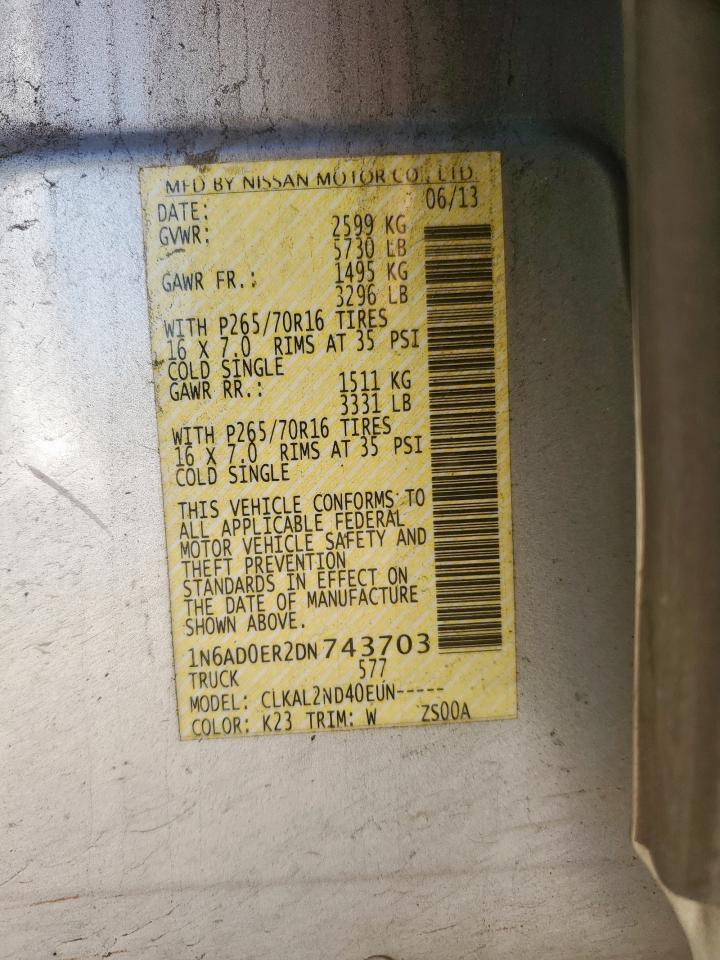 MFD BY NISSAN MOTOR CO., LTD.
DATE: 06/13
GVWR: 2599 KG
5730 LB
GAWR FR.: 1495 KG
3296 LB
WITH P265/70R16 TIRES
16 X 7.0 RIMS AT 35 PSI
COLD SINGLE
GAWR RR.: 1511 KG
3331 LB
WITH P265/70R16 TIRES
16 X 7.0 RIMS AT 35 PSI
COLD SINGLE
THIS VEHICLE CONFORMS TO
ALL APPLICABLE FEDERAL
MOTOR VEHICLE SAFETY AND
THEFT PREVENTION
STANDARDS IN EFFECT ON
THE DATE OF MANUFACTURE
SHOWN ABOVE.
1N6AD0ER2DN743703
TRUCK 577
MODEL: CLKAL2ND40EUN-----
COLOR: K23 TRIM: W ZS00A